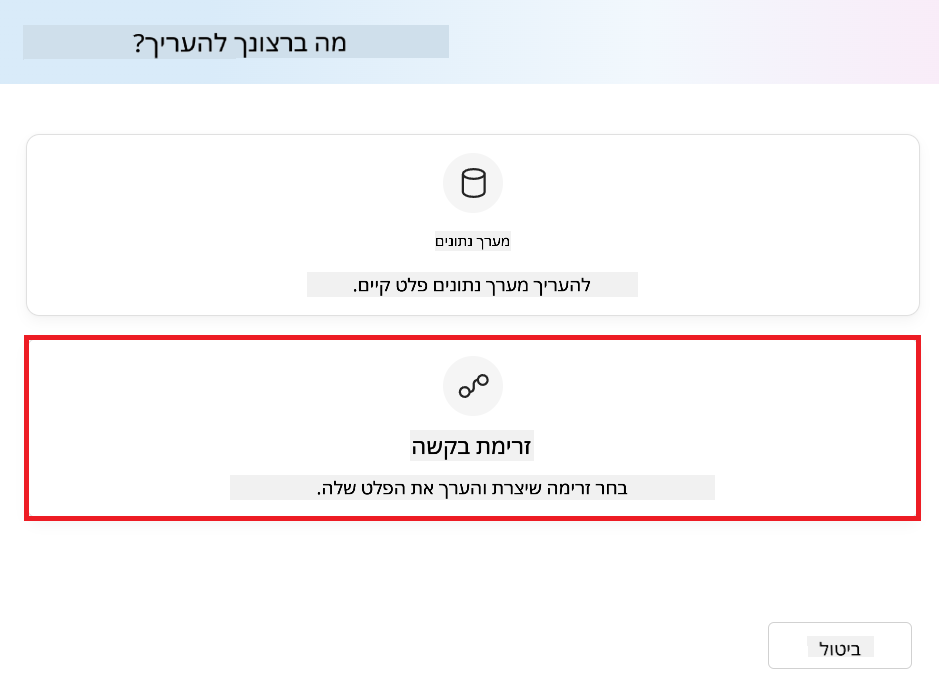 מה ברצונך להעריך?
מערך נתונים
להעריך מערך נתונים פלט קיים.
זרימת בקשה
בחר זרימה שיצרת והערך את הפלט שלה.
ביטול